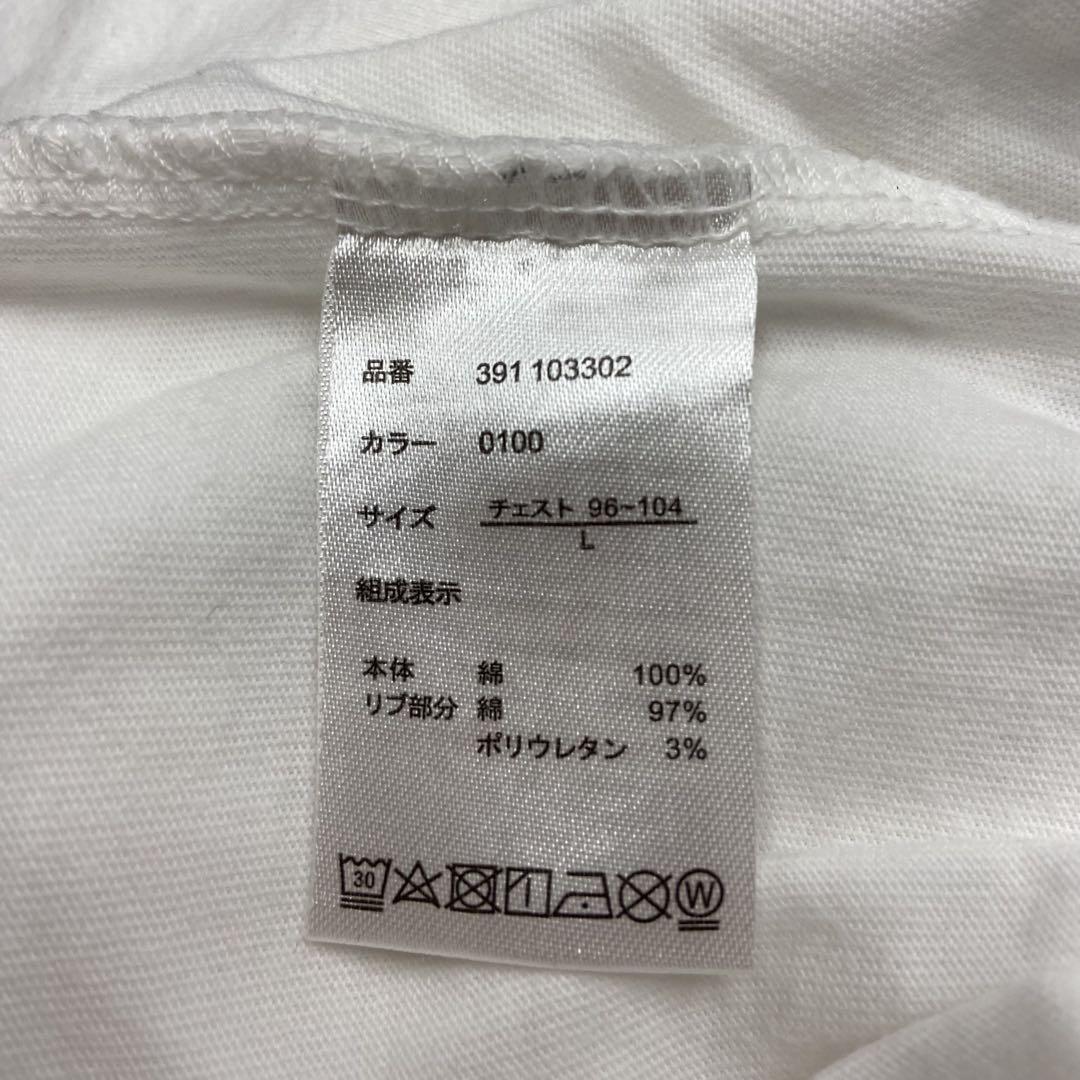 品番 391 103302
カラー 0100
サイズ チェスト 96~104
L
組成表示
本体 綿 100%
リブ部分 綿 97%
ポリウレタン 3%
30 W